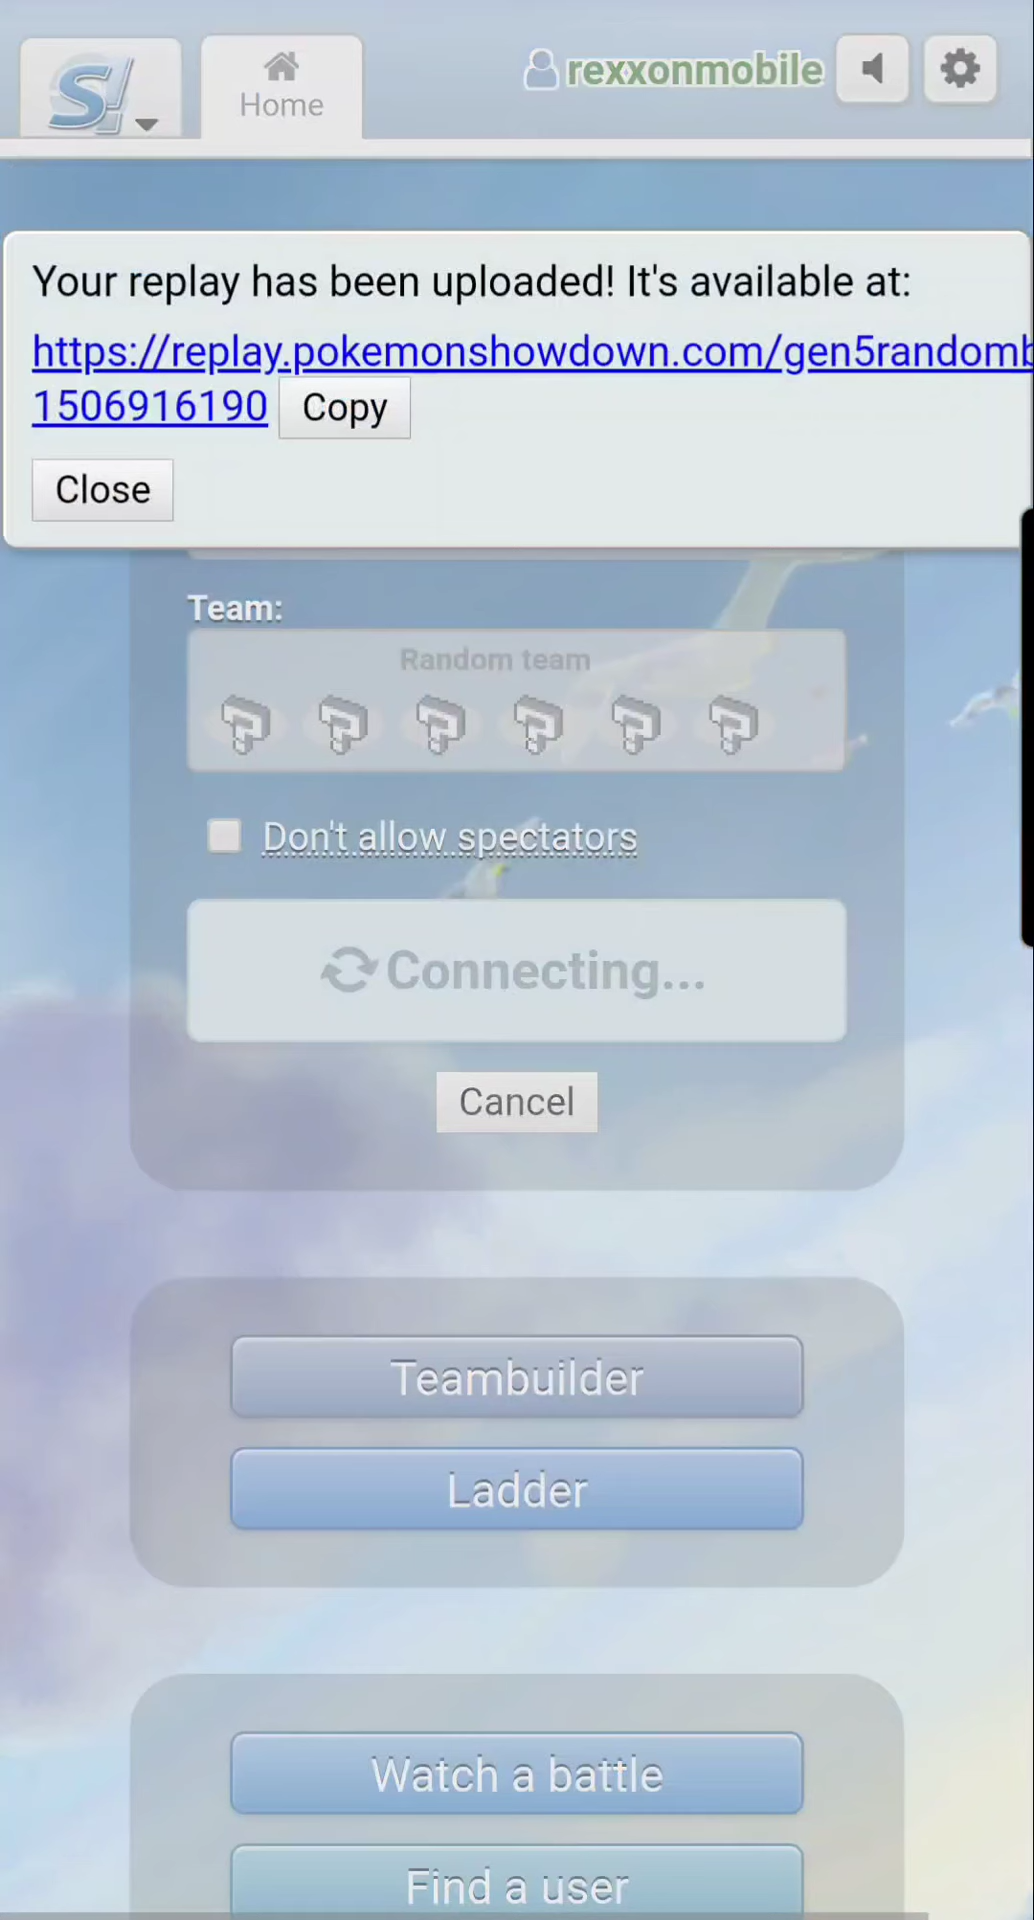 S!
Home
rexxonmobile
Your replay has been uploaded! It's available at:
https://replay.pokemonshowdown.com/gen5randomb
1506916190 Copy
Close
Team:
Random team
? ? ? ? ? ?
Don't allow spectators
Connecting...
Cancel
Teambuilder
Ladder
Watch a battle
Find a user